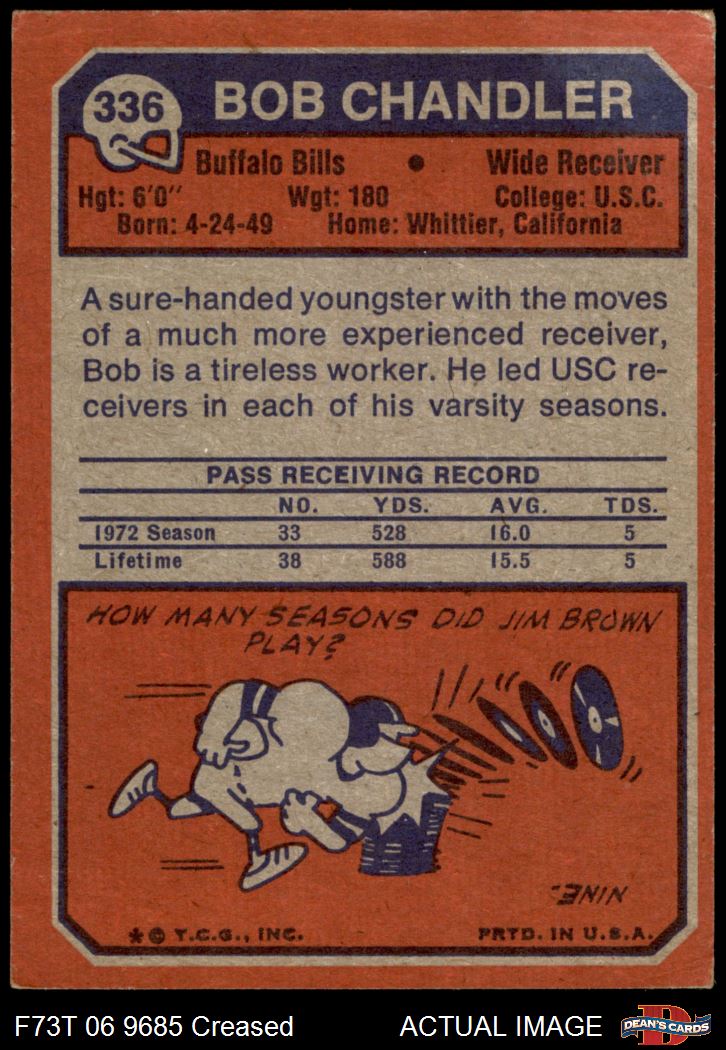 336
BOB CHANDLER
Buffalo Bills • Wide Receiver
Hgt: 6'0" Wgt: 180 College: U.S.C.
Born: 4-24-49 Home: Whittier, California
A sure-handed youngster with the moves
of a much more experienced receiver,
Bob is a tireless worker. He led USC re-
ceivers in each of his varsity seasons.
PASS RECEIVING RECORD
NO. YDS. AVG. TDS.
1972 Season 33 528 16.0 5
Lifetime 38 588 15.5 5
HOW MANY SEASONS DID JIM BROWN
PLAY?
NINE.
*© T.C.G., INC. PRTD. IN U.S.A.
F73T 06 9685 Creased ACTUAL IMAGE
D
DEAN'S CARDS